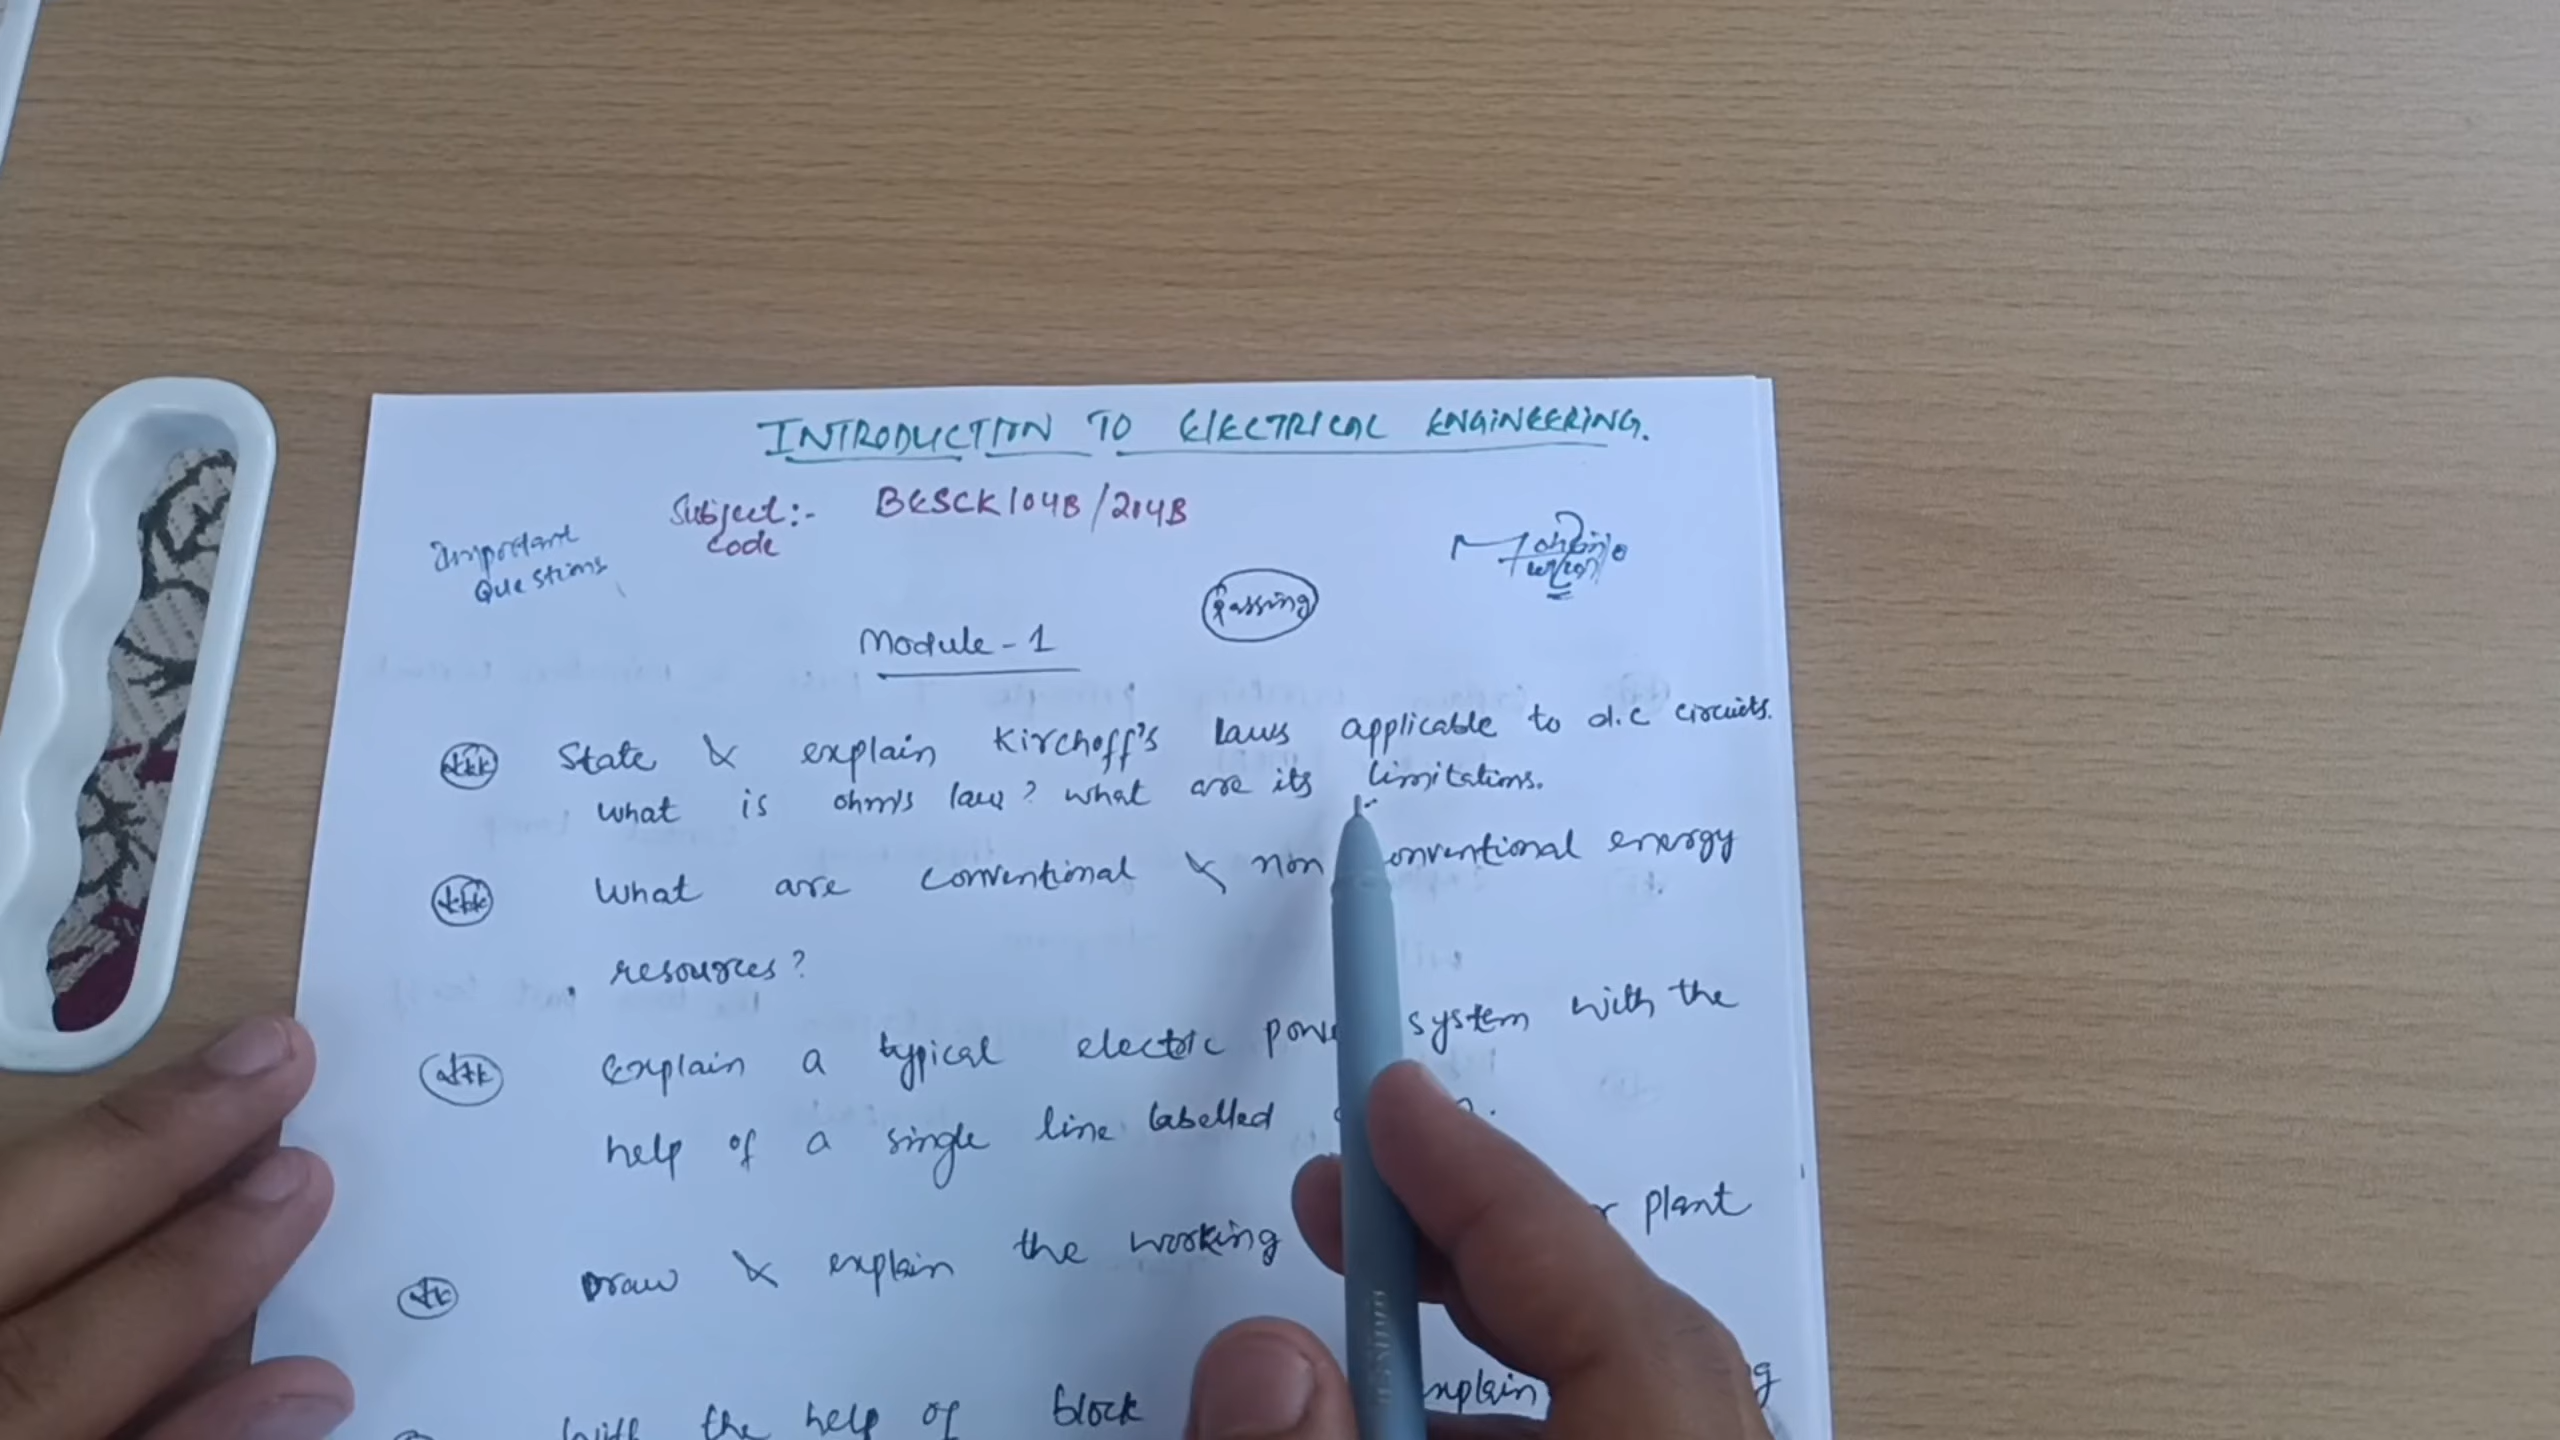 INTRODUCTION TO ElECTRICAL ENGiNEERiNG.
Subject:- BESCK104B/204B
code
Important
Questions
Passing
Module-1
State & explain Kirchoff's laws applicable to d.c circuits.
what is ohm's law? what are its limitations.
What are conventional & non conventional energy
resources?
Explain a typical electric power system with the
help of a single line labelled
Draw & explain the working plant
With the help of block explain